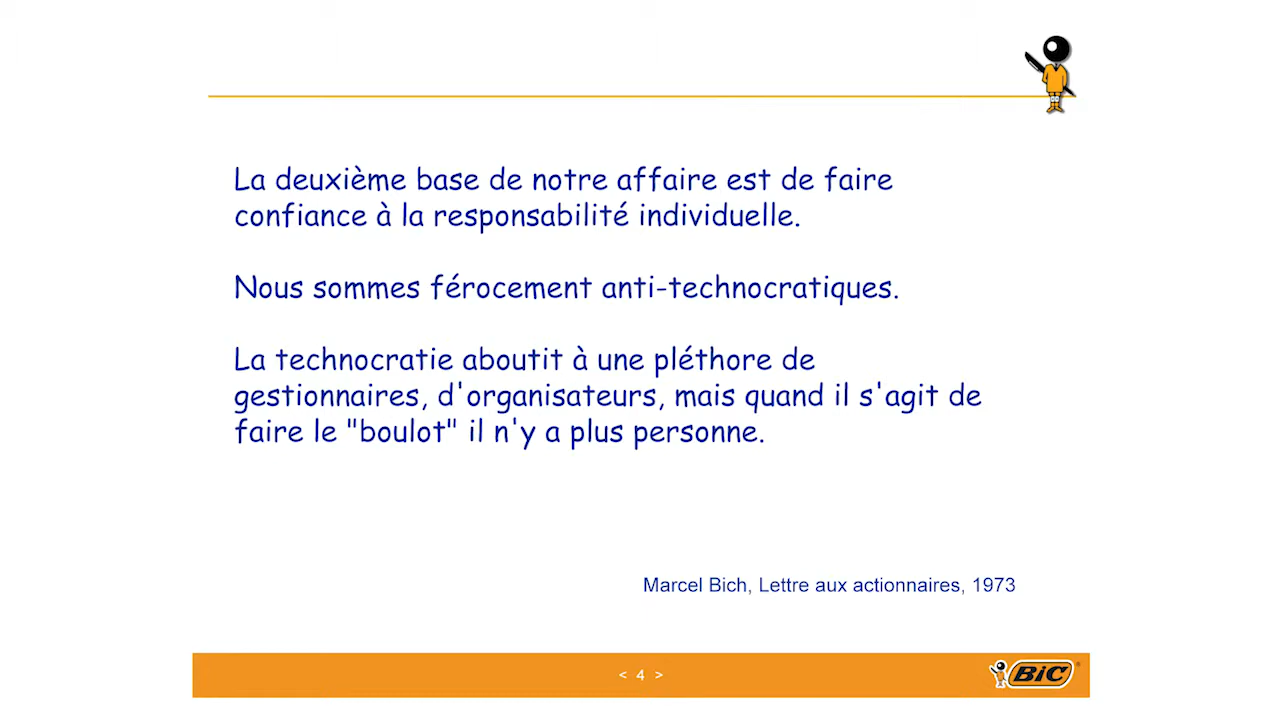 La deuxième base de notre affaire est de faire
confiance à la responsabilité individuelle.
Nous sommes férocement anti-technocratiques.
La technocratie aboutit à une pléthore de
gestionnaires, d'organisateurs, mais quand il s'agit de
faire le "boulot" il n'y a plus personne.
Marcel Bich, Lettre aux actionnaires, 1973
< 4 >
BiC®